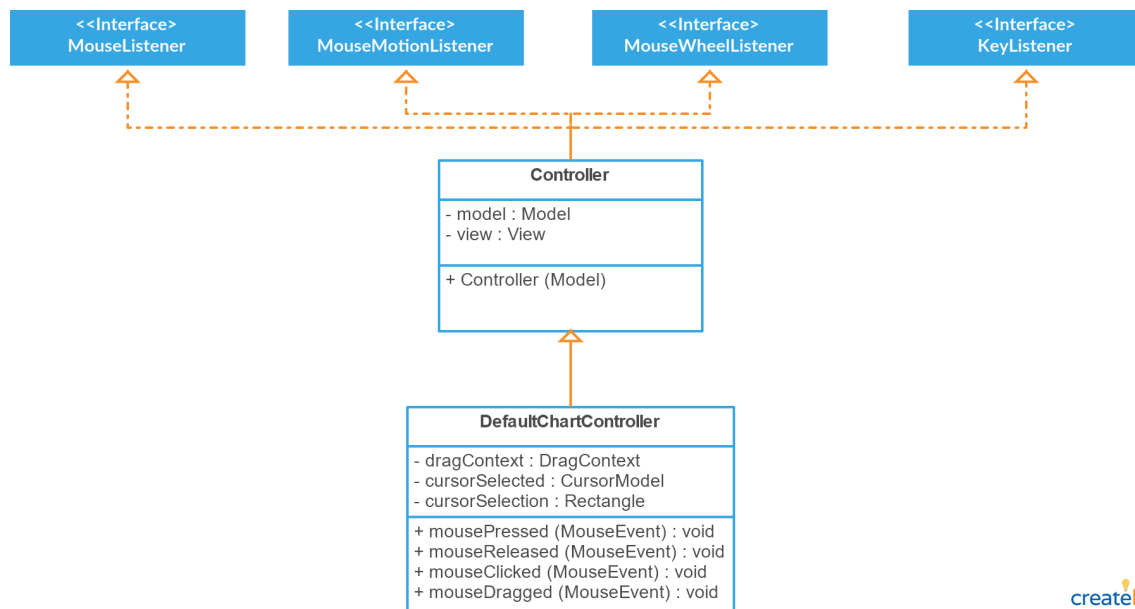 <<Interface>
MouseListener
<<Interface>
MouseMotionListener
<<Interface>
MouseWheelListener
<<Interface>
KeyListener
Controller
- model : Model
- view : View
+ Controller (Model)
DefaultChartController
- dragContext : DragContext
- cursorSelected : CursorModel
- cursorSelection : Rectangle
+ mousePressed (MouseEvent) : void
+ mouseReleased (MouseEvent) : void
+ mouseClicked (MouseEvent) : void
+ mouseDragged (MouseEvent) : void
create